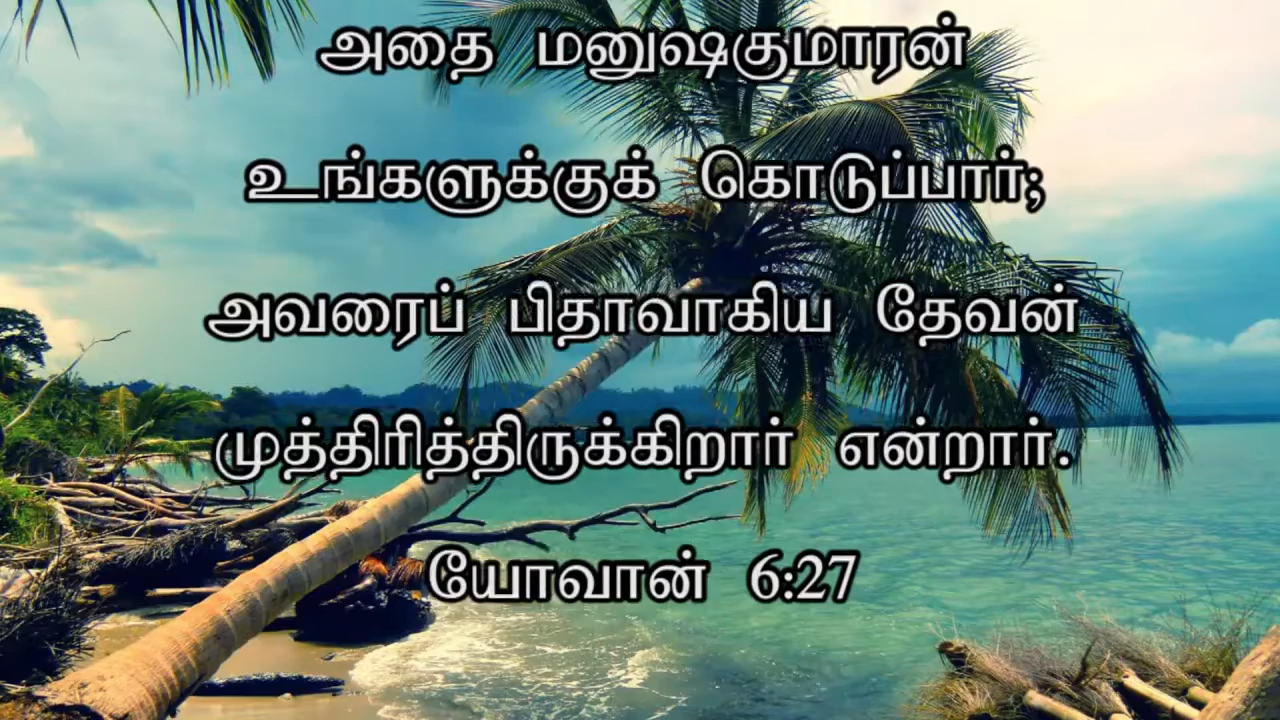 அதை மனுஷகுமாரன்
உங்களுக்குக் கொடுப்பார்;
அவரைப் பிதாவாகிய தேவன்
முத்திரித்திருக்கிறார் என்றார்.
யோவான் 6:27